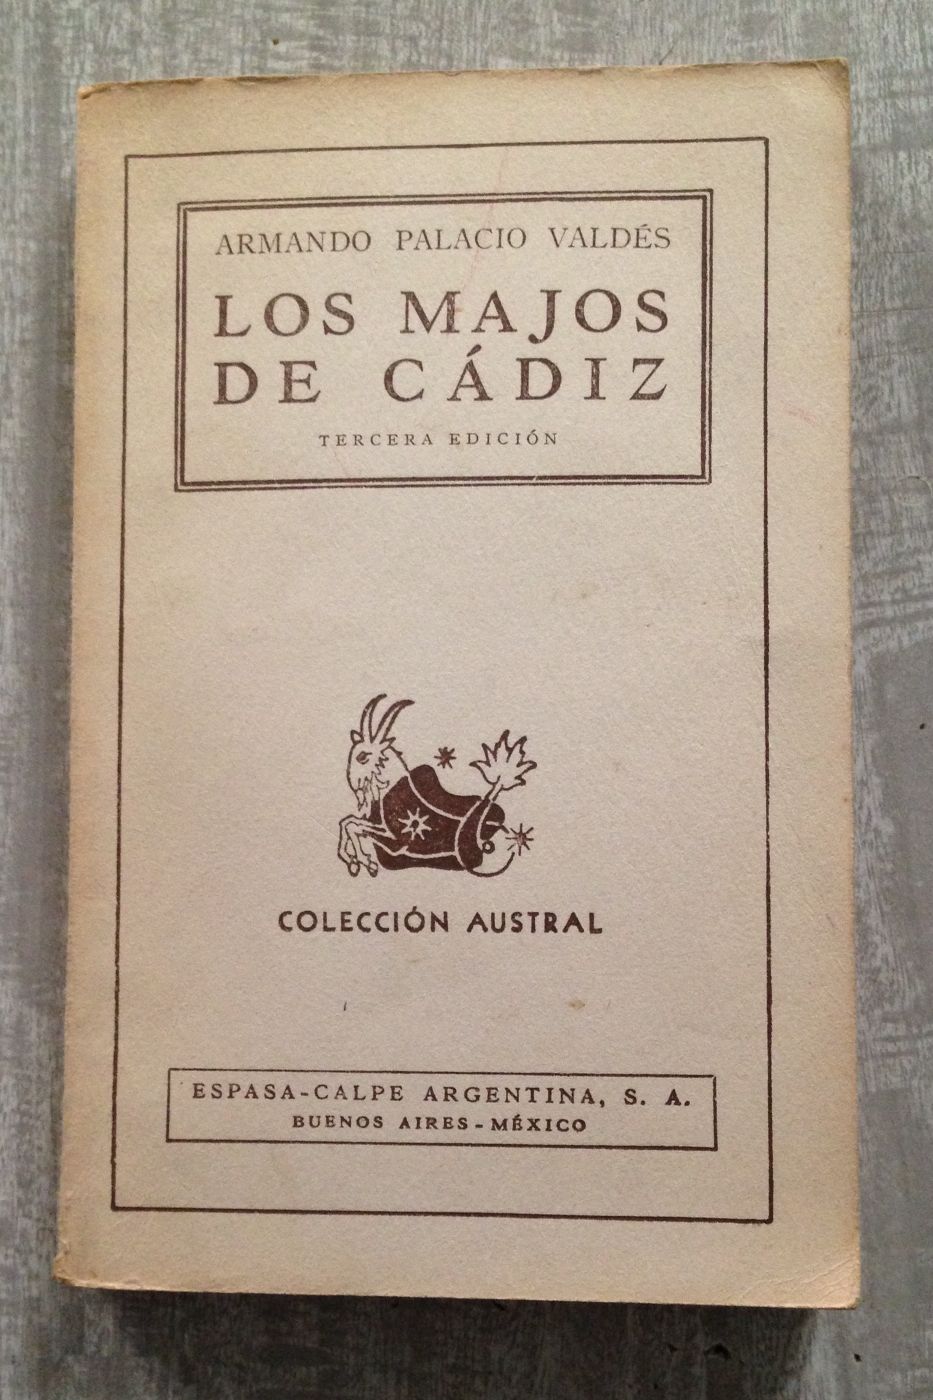 ARMANDO PALACIO VALDÉS
LOS MAJOS
DE CÁDIZ
TERCERA EDICIÓN
COLECCIÓN AUSTRAL
ESPASA-CALPE ARGENTINA, S. A.
BUENOS AIRES - MÉXICO